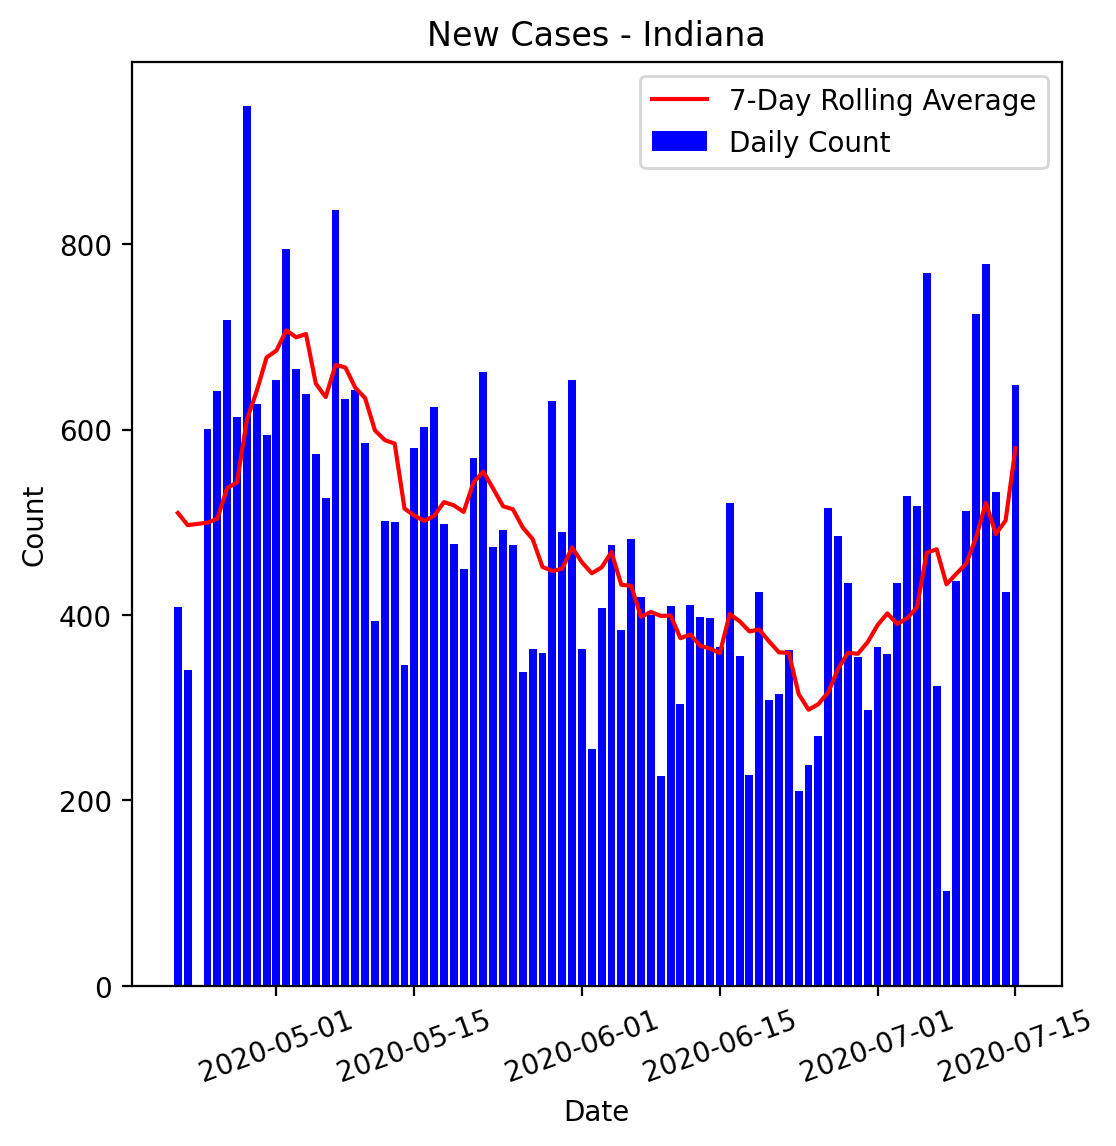 New Cases - Indiana
7-Day Rolling Average
Daily Count
Count
800
600
400
200
0
2020-05-01
2020-05-15
2020-06-01
2020-06-15
2020-07-01
2020-07-15
Date